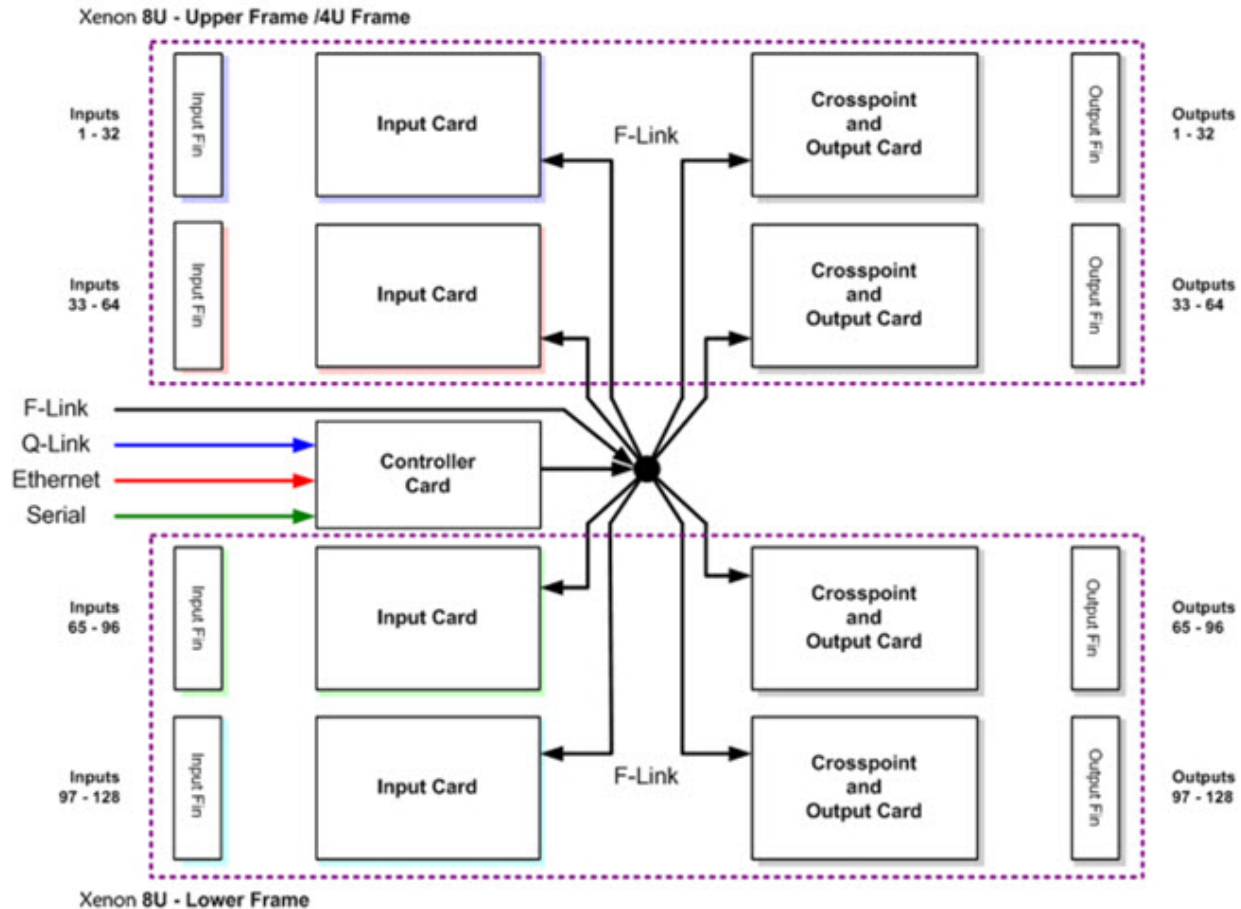 Xenon 8U - Upper Frame /4U Frame
Inputs
1 - 32
Input Fin
Input Card
F-Link
Crosspoint
and
Output Card
Output Fin
Outputs
1 - 32
Inputs
33 - 64
Input Fin
Input Card
Crosspoint
and
Output Card
Output Fin
Outputs
33 - 64
F-Link
Q-Link
Ethernet
Serial
Controller
Card
Inputs
65 - 96
Input Fin
Input Card
Crosspoint
and
Output Card
Output Fin
Outputs
65 - 96
Inputs
97 - 128
Input Fin
Input Card
F-Link
Crosspoint
and
Output Card
Output Fin
Outputs
97 - 128
Xenon 8U - Lower Frame